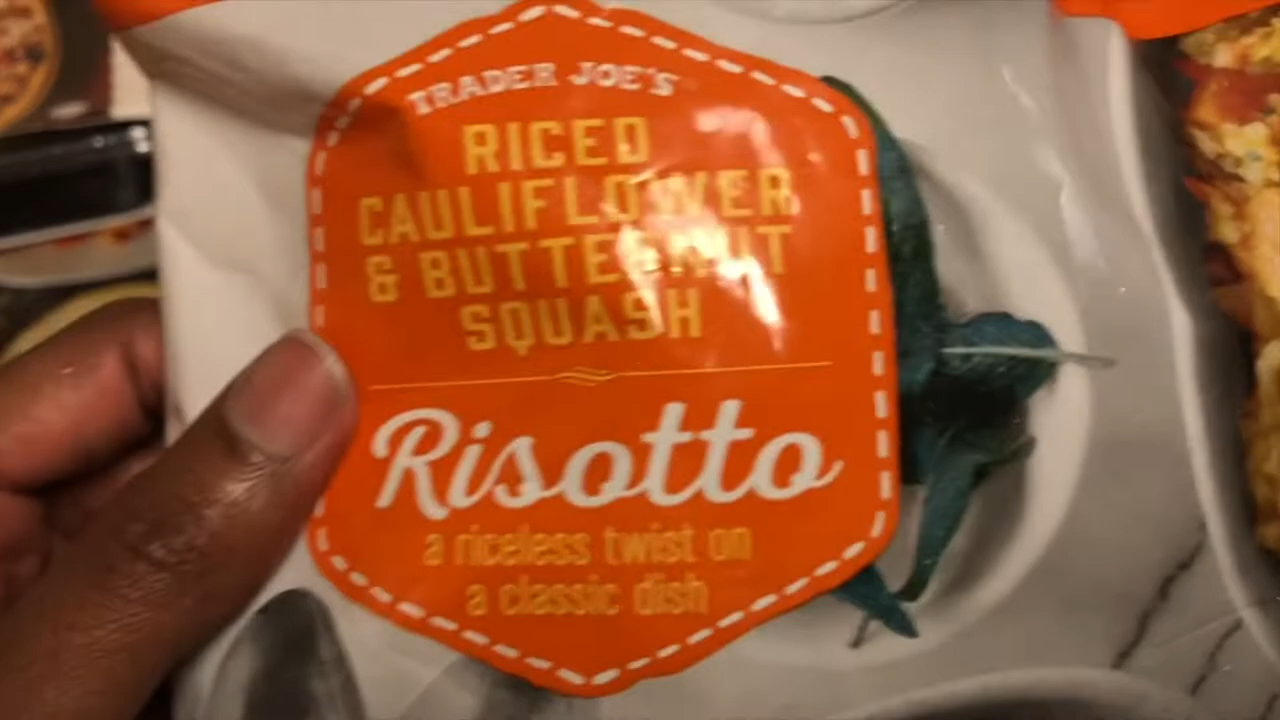 TRADER JOE'S
RICED
CAULIFLOWER
& BUTTERNUT
SQUASH
Risotto
a riceless twist on
a classic dish